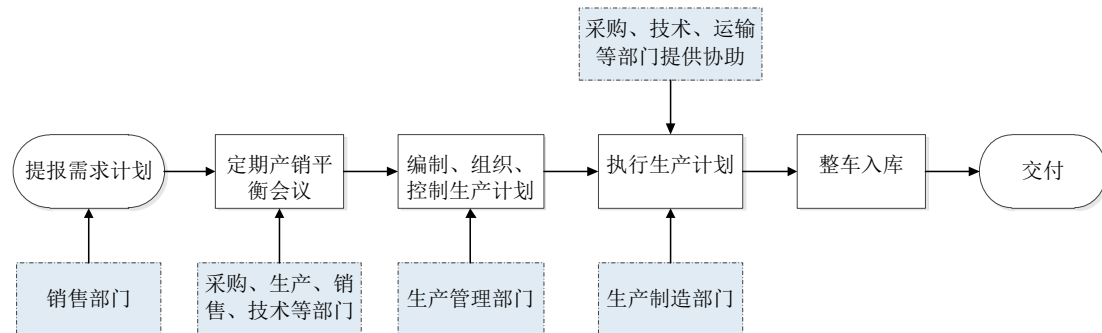 采购、技术、运输
等部门提供协助
提报需求计划
定期产销平
衡会议
编制、组织、
控制生产计划
执行生产计划
整车入库
交付
销售部门
采购、生产、销
售、技术等部门
生产管理部门
生产制造部门